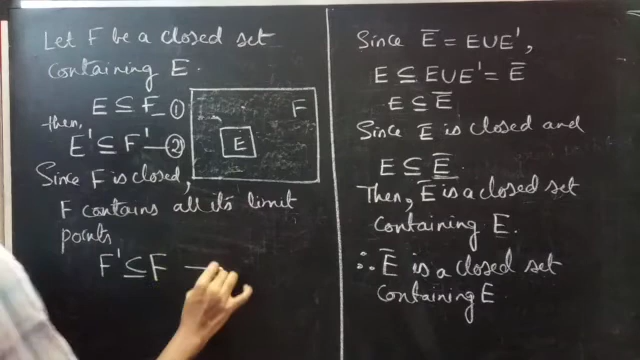 Let F be a closed set
containing E.
E ⊆ F — ①
then,
E' ⊆ F' — ②
Since F is closed,
F contains all its limit
points
F' ⊆ F —
F
E
Since E̅ = E∪E',
E ⊆ E∪E' = E̅
E ⊆ E̅
Since E̅ is closed and
E ⊆ E̅.
Then, E̅ is a closed set
containing E.
∴ E̅ is a closed set
containing E.